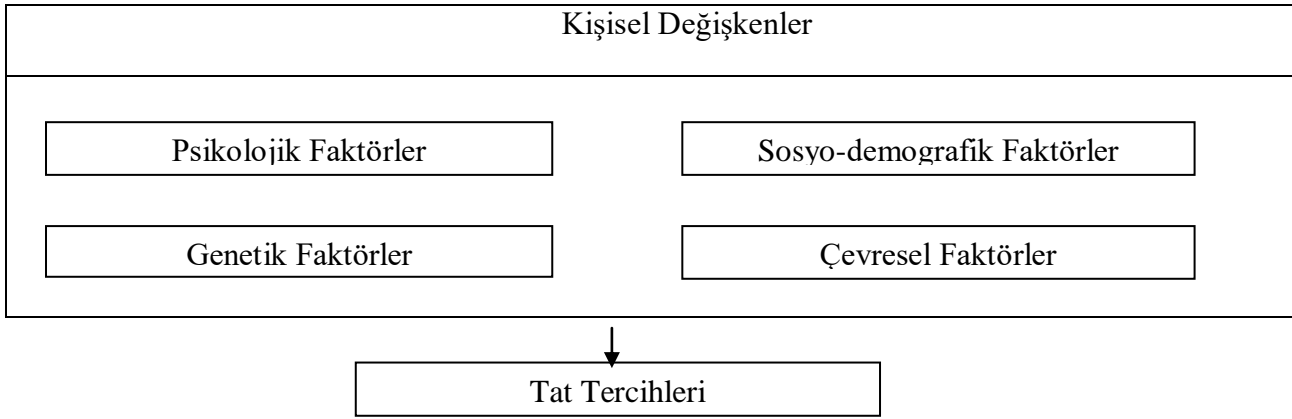 Kişisel Değişkenler
Psikolojik Faktörler
Sosyo-demografik Faktörler
Genetik Faktörler
Çevresel Faktörler
Tat Tercihleri